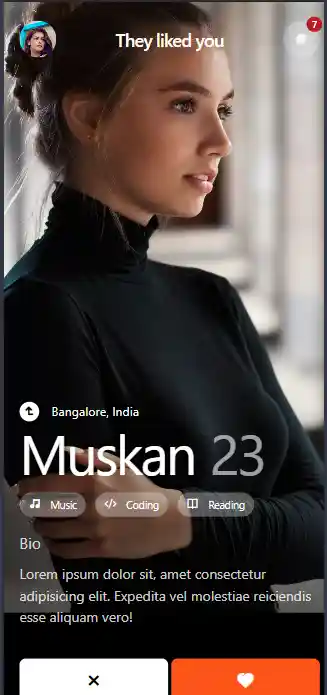 They liked you
7
Bangalore, India
Muskan 23
Music Coding Reading
Bio
Lorem ipsum dolor sit, amet consectetur
adipisicing elit. Expedita vel molestiae reiciendis
esse aliquam vero!